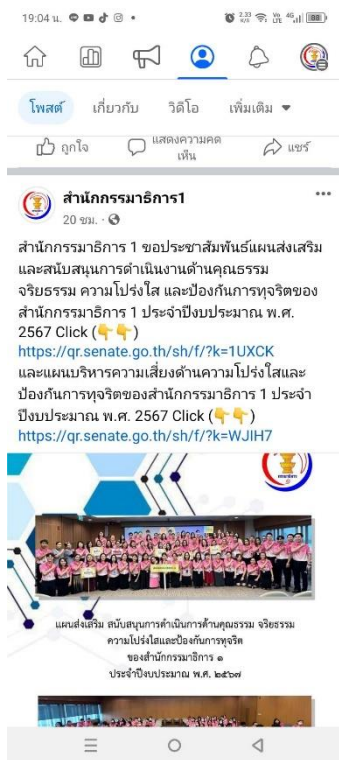 19:04 น.
2.33 K/s
Vo LTE
4G
88
โพสต์ เกี่ยวกับ วิดีโอ เพิ่มเติม
ถูกใจ แสดงความคิดเห็น แชร์
สำนักกรรมาธิการ1
20 ชม. ·
สำนักกรรมาธิการ 1 ขอประชาสัมพันธ์แผนส่งเสริม
และสนับสนุนการดำเนินงานด้านคุณธรรม
จริยธรรม ความโปร่งใส และป้องกันการทุจริตของ
สำนักกรรมาธิการ 1 ประจำปีงบประมาณ พ.ศ.
2567 Click (👇👇)
https://qr.senate.go.th/sh/f/?k=1UXCK
และแผนบริหารความเสี่ยงด้านความโปร่งใสและ
ป้องกันการทุจริตของสำนักกรรมาธิการ 1 ประจำ
ปีงบประมาณ พ.ศ. 2567 Click (👇👇)
https://qr.senate.go.th/sh/f/?k=WJIH7
แผนส่งเสริม สนับสนุนการดำเนินการด้านคุณธรรม จริยธรรม
ความโปร่งใสและป้องกันการทุจริต
ของสำนักกรรมาธิการ ๑
ประจำปีงบประมาณ พ.ศ. ๒๕๖๗